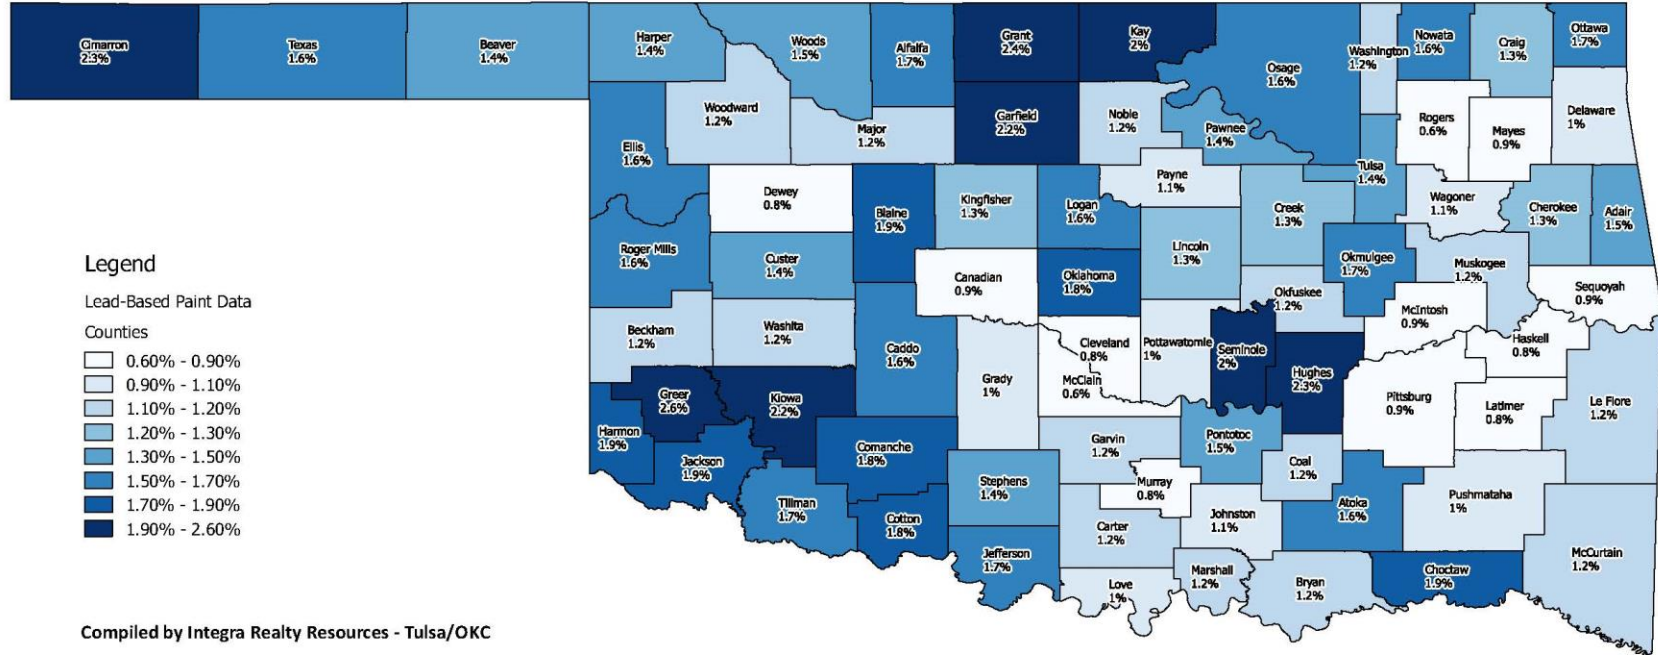 Cimarron
2.3%
Texas
1.6%
Beaver
1.4%
Harper
1.4%
Woods
1.5%
Alfalfa
1.7%
Grant
2.4%
Kay
2%
Osage
1.6%
Washington
1.2%
Nowata
1.6%
Craig
1.3%
Ottawa
1.7%
Woodward
1.2%
Major
1.2%
Garfield
2.2%
Noble
1.2%
Pawnee
1.4%
Rogers
0.6%
Mayes
0.9%
Delaware
1%
Ellis
1.6%
Dewey
0.8%
Blaine
1.9%
Kingfisher
1.3%
Logan
1.6%
Payne
1.1%
Creek
1.3%
Tulsa
1.4%
Wagoner
1.1%
Cherokee
1.3%
Adair
1.5%
Roger Mills
1.6%
Custer
1.4%
Canadian
0.9%
Oklahoma
1.8%
Lincoln
1.3%
Okmulgee
1.7%
Muskogee
1.2%
Sequoyah
0.9%
Okfuskee
1.2%
McIntosh
0.9%
Beckham
1.2%
Washita
1.2%
Caddo
1.6%
Grady
1%
Cleveland
0.8%
McClain
0.6%
Pottawatomie
1%
Seminole
2%
Hughes
2.3%
Haskell
0.8%
Pittsburg
0.9%
Latimer
0.8%
Le Flore
1.2%
Greer
2.6%
Kiowa
2.2%
Harmon
1.9%
Jackson
1.9%
Comanche
1.8%
Garvin
1.2%
Pontotoc
1.5%
Coal
1.2%
Tillman
1.7%
Cotton
1.8%
Stephens
1.4%
Murray
0.8%
Carter
1.2%
Johnston
1.1%
Atoka
1.6%
Pushmataha
1%
Jefferson
1.7%
Love
1%
Marshall
1.2%
Bryan
1.2%
Choctaw
1.9%
McCurtain
1.2%
Legend
Lead-Based Paint Data
Counties
0.60% - 0.90%
0.90% - 1.10%
1.10% - 1.20%
1.20% - 1.30%
1.30% - 1.50%
1.50% - 1.70%
1.70% - 1.90%
1.90% - 2.60%
Compiled by Integra Realty Resources - Tulsa/OKC